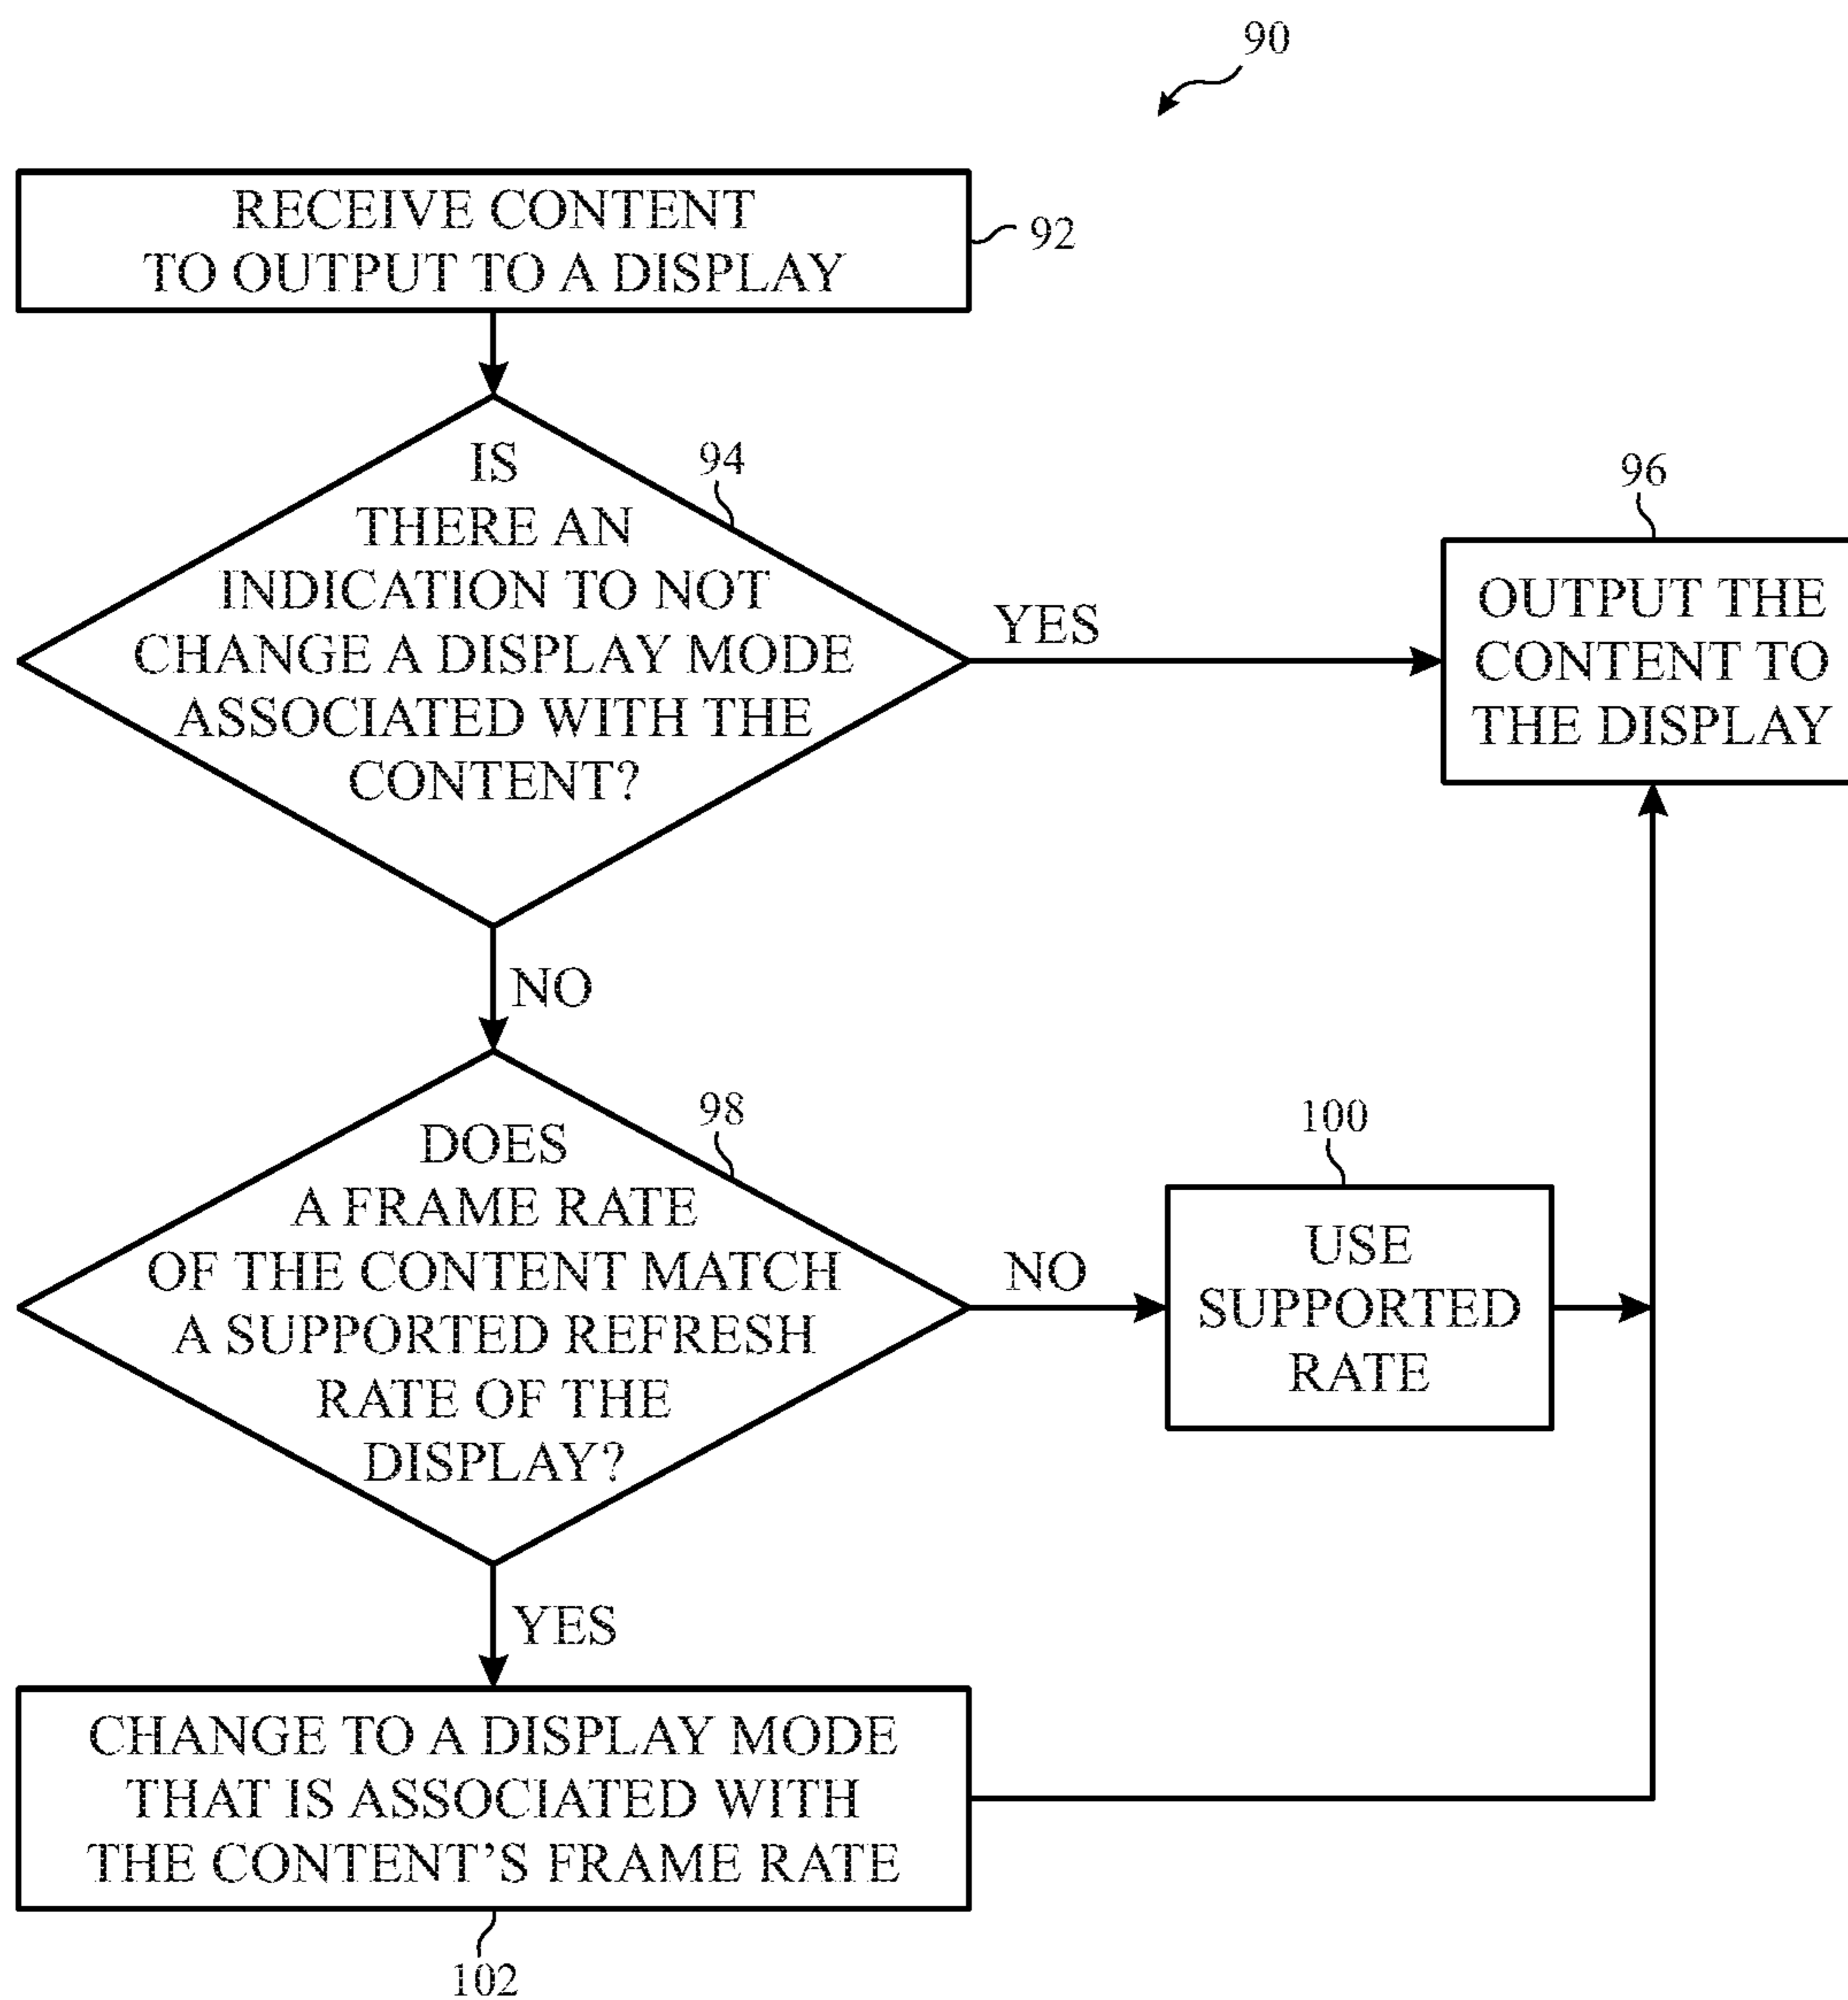 90
RECEIVE CONTENT
TO OUTPUT TO A DISPLAY
92
IS
THERE AN
INDICATION TO NOT
CHANGE A DISPLAY MODE
ASSOCIATED WITH THE
CONTENT?
94
YES
96
OUTPUT THE
CONTENT TO
THE DISPLAY
NO
DOES
A FRAME RATE
OF THE CONTENT MATCH
A SUPPORTED REFRESH
RATE OF THE
DISPLAY?
98
NO
100
USE
SUPPORTED
RATE
YES
CHANGE TO A DISPLAY MODE
THAT IS ASSOCIATED WITH
THE CONTENT'S FRAME RATE
102